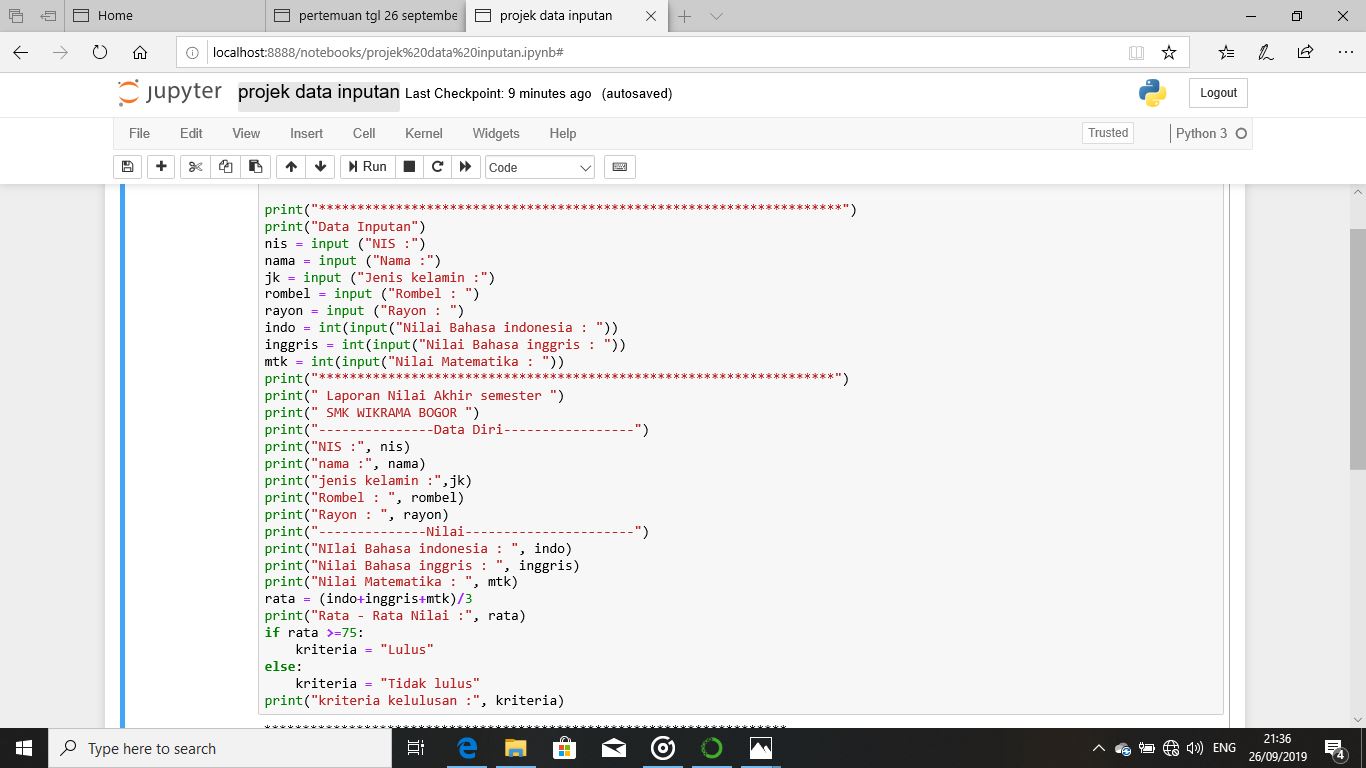 Home
pertemuan tgl 26 septembe
projek data inputan
localhost:8888/notebooks/projek%20data%20inputan.ipynb#
jupyter projek data inputan Last Checkpoint: 9 minutes ago (autosaved)
Logout
File Edit View Insert Cell Kernel Widgets Help
Trusted
Python 3
Run
Code
print("********************************************************************")
print("Data Inputan")
nis = input ("NIS :")
nama = input ("Nama :")
jk = input ("Jenis kelamin :")
rombel = input ("Rombel : ")
rayon = input ("Rayon : ")
indo = int(input("Nilai Bahasa indonesia : "))
inggris = int(input("Nilai Bahasa inggris : "))
mtk = int(input("Nilai Matematika : "))
print("*******************************************************************")
print(" Laporan Nilai Akhir semester ")
print(" SMK WIKRAMA BOGOR ")
print("---------------Data Diri-----------------")
print("NIS :", nis)
print("nama :", nama)
print("jenis kelamin :",jk)
print("Rombel : ", rombel)
print("Rayon : ", rayon)
print("--------------Nilai----------------------")
print("NIlai Bahasa indonesia : ", indo)
print("Nilai Bahasa inggris : ", inggris)
print("Nilai Matematika : ", mtk)
rata = (indo+inggris+mtk)/3
print("Rata - Rata Nilai :", rata)
if rata >=75:
    kriteria = "Lulus"
else:
    kriteria = "Tidak lulus"
print("kriteria kelulusan :", kriteria)
********************************************************************
Type here to search
ENG
21:36
26/09/2019
4